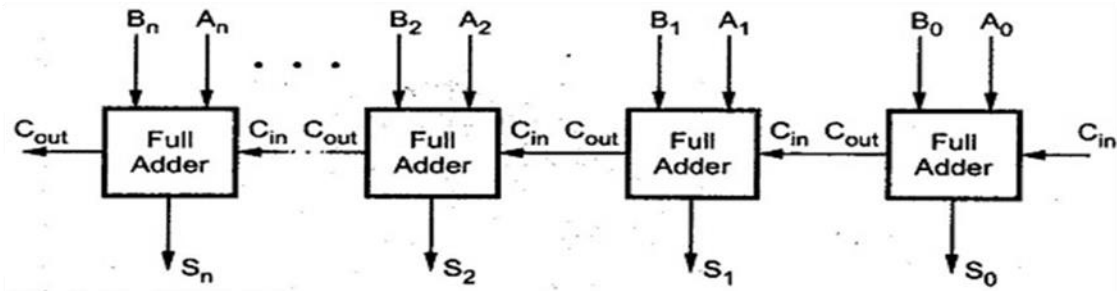 Bn An B2 A2 B1 A1 B0 A0
Cout Full Adder Cin Cout Full Adder Cin Cout Full Adder Cin Cout Full Adder Cin
Sn S2 S1 S0